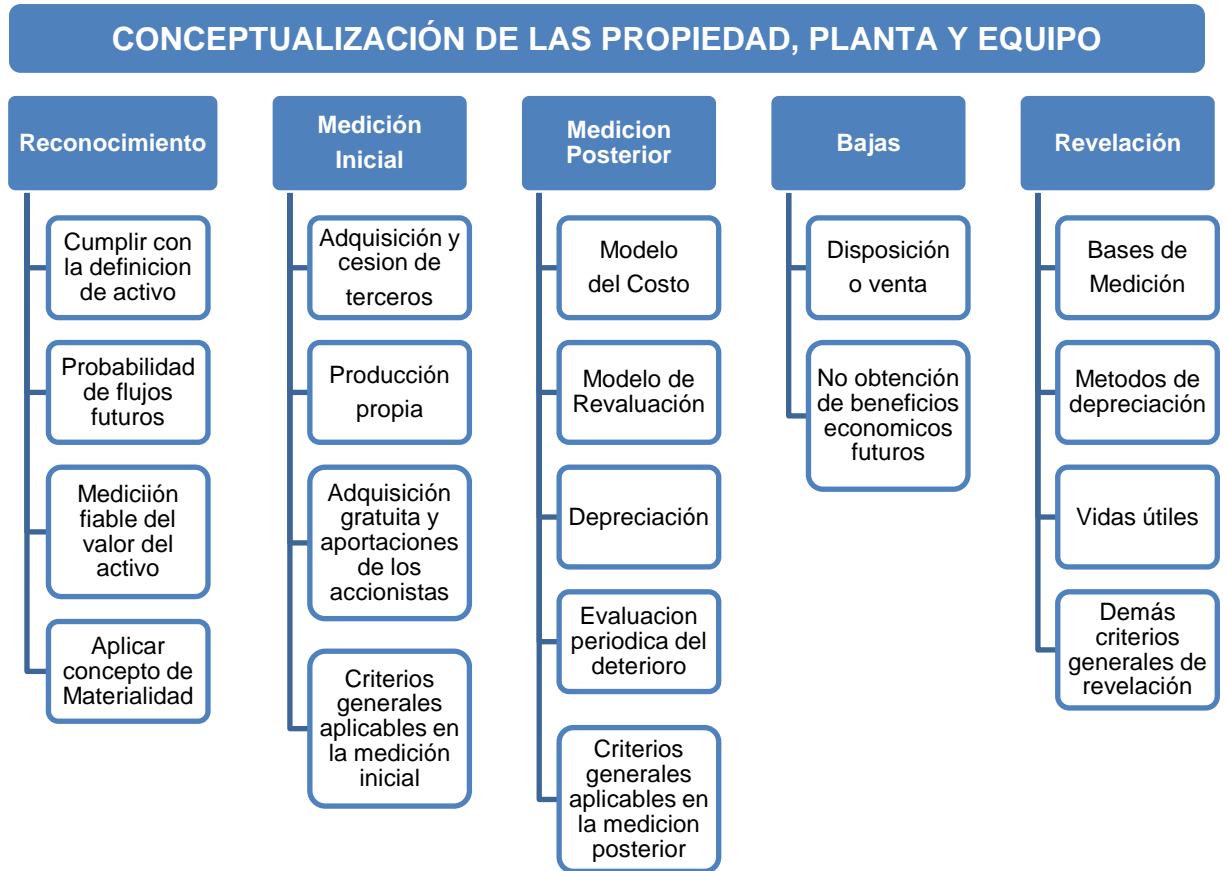 CONCEPTUALIZACIÓN DE LAS PROPIEDAD, PLANTA Y EQUIPO
Reconocimiento
Cumplir con
la definicion
de activo
Probabilidad
de flujos
futuros
Mediciión
fiable del
valor del
activo
Aplicar
concepto de
Materialidad
Medición
Inicial
Adquisición y
cesion de
terceros
Producción
propia
Adquisición
gratuita y
aportaciones
de los
accionistas
Criterios
generales
aplicables en
la medición
inicial
Medicion
Posterior
Modelo
del Costo
Modelo de
Revaluación
Depreciación
Evaluacion
periodica del
deterioro
Criterios
generales
aplicables en
la medicion
posterior
Bajas
Disposición
o venta
No obtención
de beneficios
economicos
futuros
Revelación
Bases de
Medición
Metodos de
depreciación
Vidas útiles
Demás
criterios
generales de
revelación